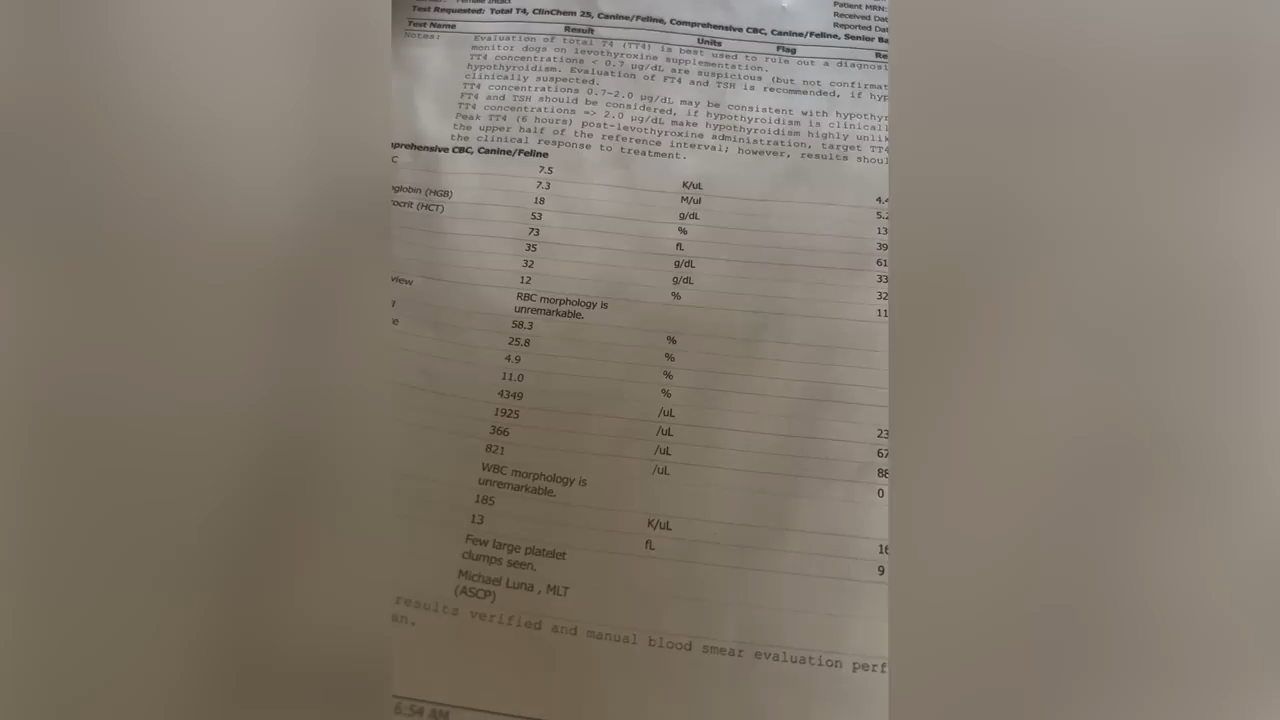 Female Intact
Patient MRN:
Received Dat
Reported Dat
Test Requested: Total T4, ClinChem 25, Canine/Feline, Comprehensive CBC, Canine/Feline, Senior Ba
Test Name Result Units Flag Re
Notes: Evaluation of total T4 (TT4) is best used to rule out a diagnosi
monitor dogs on levothyroxine supplementation.
TT4 concentrations < 0.7 µg/dL are suspicious (but not confirmat
hypothyroidism. Evaluation of FT4 and TSH is recommended, if hyp
clinically suspected.
TT4 concentrations 0.7-2.0 µg/dL may be consistent with hypothyr
FT4 and TSH should be considered, if hypothyroidism is clinicall
TT4 concentrations => 2.0 µg/dL make hypothyroidism highly unlik
Peak TT4 (6 hours) post-levothyroxine administration, target TT4
the upper half of the reference interval; however, results shoul
the clinical response to treatment.
prehensive CBC, Canine/Feline
C 7.5 K/uL 4.4
7.3 M/ul 5.2
globin (HGB) 18 g/dL 13
ocrit (HCT) 53 % 39
73 fL 61
35 g/dL 33
32 g/dL 32
12 % 11
view RBC morphology is
unremarkable.
58.3 %
e 25.8 %
4.9 %
11.0 %
4349 /uL 23
1925 /uL 67
366 /uL 88
821 /uL 0
WBC morphology is
unremarkable.
185 K/uL 16
13 fL 9
Few large platelet
clumps seen.
Michael Luna , MLT
(ASCP)
results verified and manual blood smear evaluation perf
an.
6:54 AM